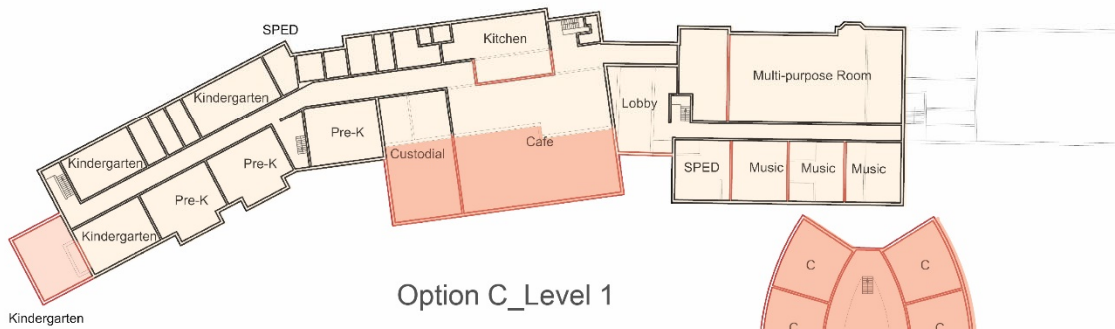 SPED
Kitchen
Multi-purpose Room
Kindergarten
Lobby
Pre-K
Cafe
Custodial
Kindergarten
Pre-K
SPED
Music
Music
Music
Pre-K
Kindergarten
C
C
Option C_Level 1
Kindergarten
C
C